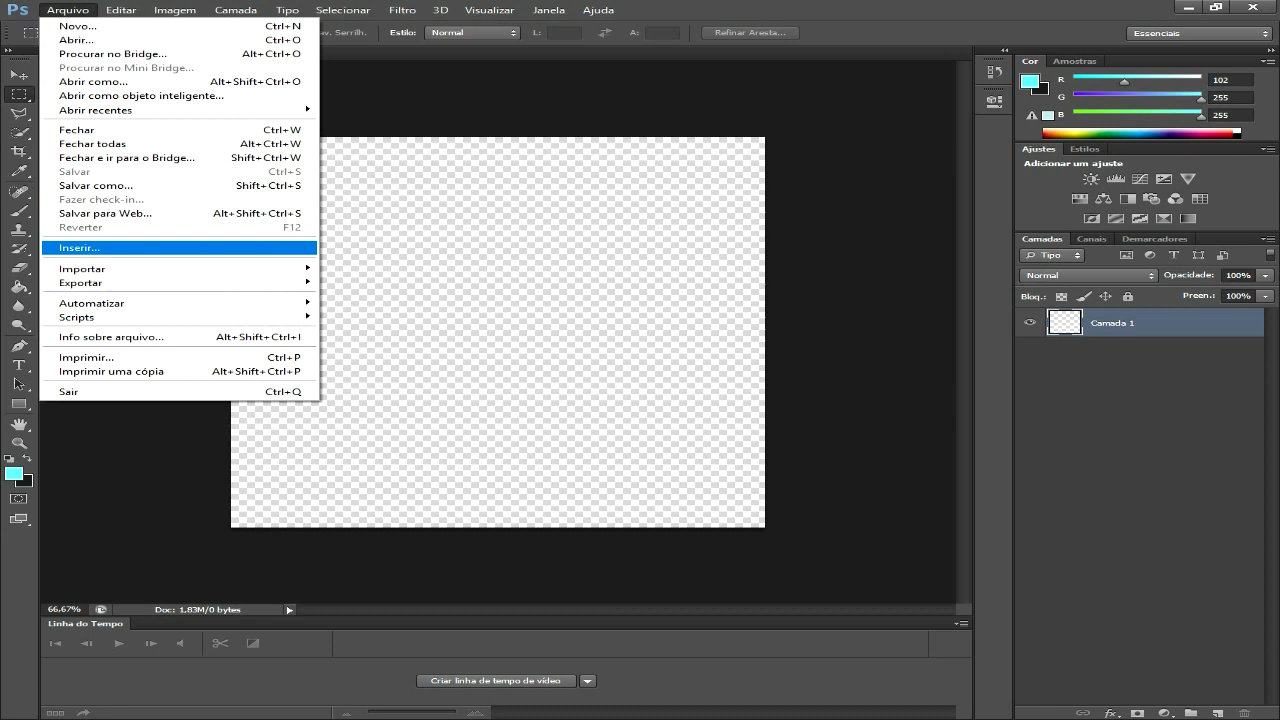 Ps Arquivo Editar Imagem Camada Tipo Selecionar Filtro 3D Visualizar Janela Ajuda
av. Serrilh. Estilo: Normal L: A: Refinar Aresta... Essenciais
Novo... Ctrl+N
Abrir... Ctrl+O
Procurar no Bridge... Alt+Ctrl+O
Procurar no Mini Bridge...
Abrir como... Alt+Shift+Ctrl+O
Abrir como objeto inteligente...
Abrir recentes
Fechar Ctrl+W
Fechar todas Alt+Ctrl+W
Fechar e ir para o Bridge... Shift+Ctrl+W
Salvar Ctrl+S
Salvar como... Shift+Ctrl+S
Fazer check-in...
Salvar para Web... Alt+Shift+Ctrl+S
Reverter F12
Inserir...
Importar
Exportar
Automatizar
Scripts
Info sobre arquivo... Alt+Shift+Ctrl+I
Imprimir... Ctrl+P
Imprimir uma cópia Alt+Shift+Ctrl+P
Sair Ctrl+Q
Cor Amostras
R 102
G 255
B 255
Ajustes Estilos
Adicionar um ajuste
Camadas Canais Demarcadores
Tipo T
Normal Opacidade: 100%
Bloq.: Preen.: 100%
Camada 1
fx
T
66,67% Doc: 1,83M/0 bytes
Linha do Tempo
Criar linha de tempo de vídeo